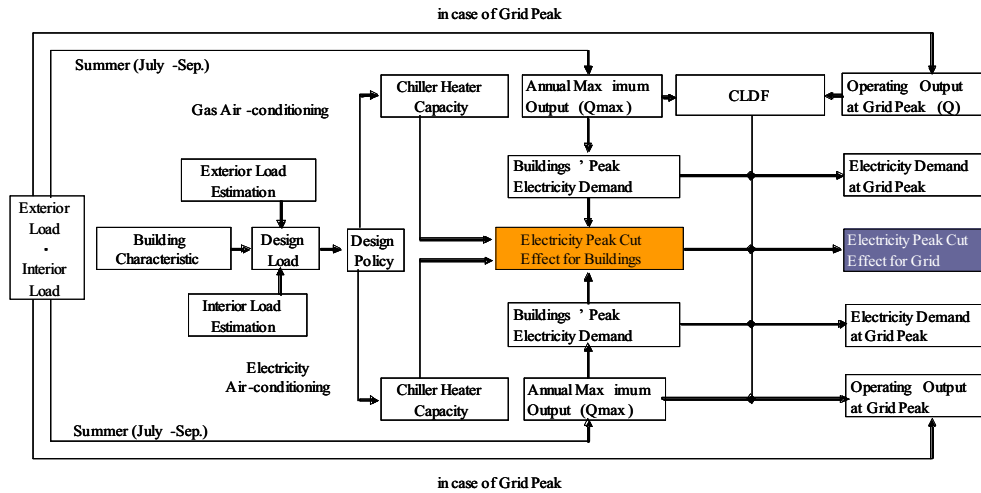 in case of Grid Peak
Summer (July -Sep.)
Gas Air -conditioning
Chiller Heater
Capacity
Annual Max imum
Output (Qmax)
CLDF
Operating Output
at Grid Peak (Q)
Exterior Load
Estimation
Buildings ’ Peak
Electricity Demand
Electricity Demand
at Grid Peak
Exterior
Load
・
Interior
Load
Building
Characteristic
Design
Load
Design
Policy
Electricity Peak Cut
Effect for Buildings
Electricity Peak Cut
Effect for Grid
Interior Load
Estimation
Buildings ’ Peak
Electricity Demand
Electricity Demand
at Grid Peak
Electricity
Air-conditioning
Chiller Heater
Capacity
Annual Max imum
Output (Qmax)
Operating Output
at Grid Peak
Summer (July -Sep.)
in case of Grid Peak